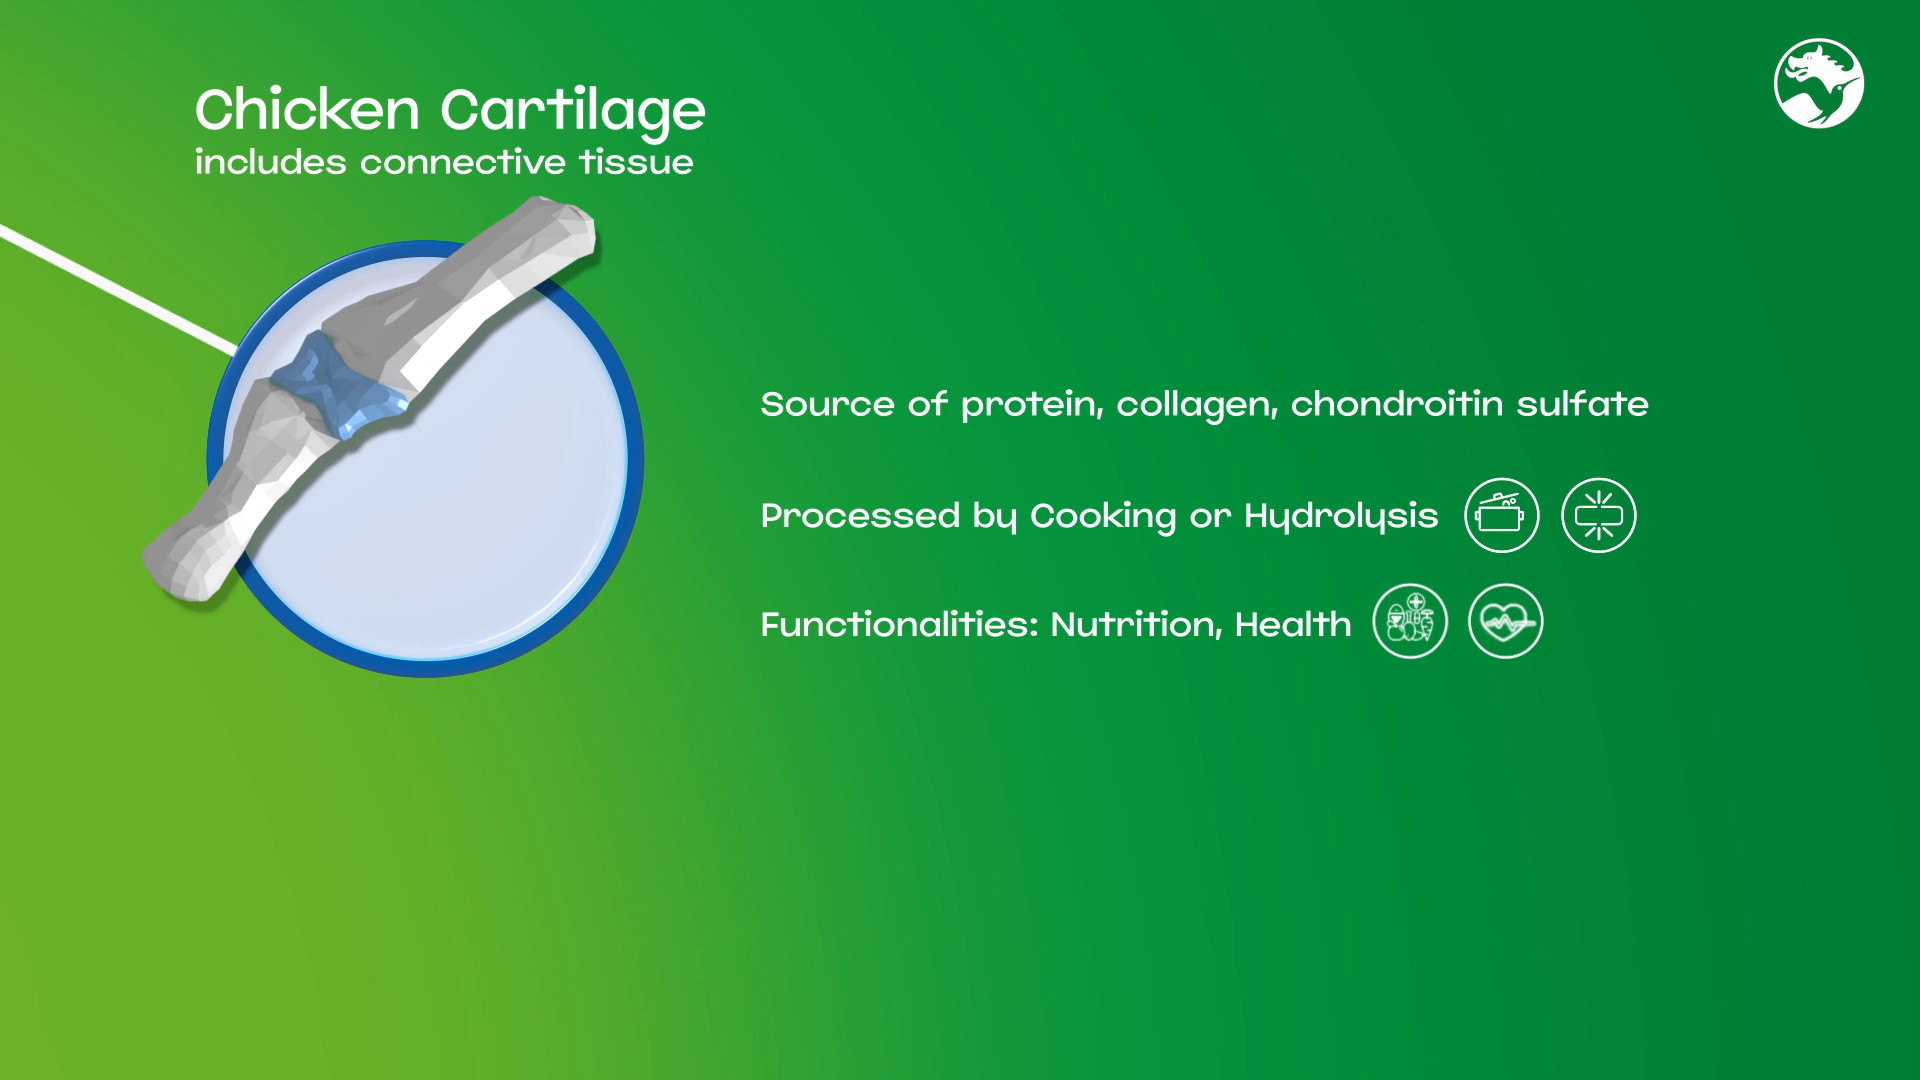 Chicken Cartilage
includes connective tissue
Source of protein, collagen, chondroitin sulfate
Processed by Cooking or Hydrolysis
Functionalities: Nutrition, Health